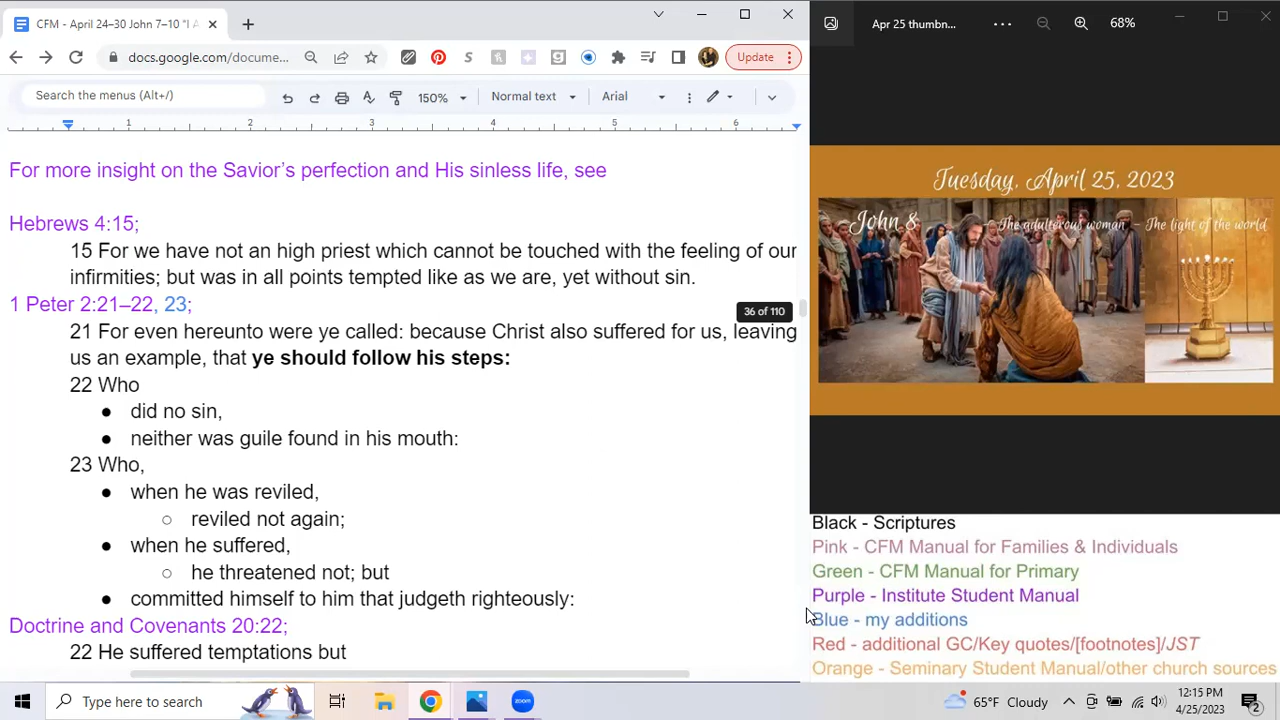 CFM - April 24–30 John 7–10 "I A
docs.google.com/docume...
Update
Search the menus (Alt+/)
150%
Normal text
Arial
1 2 3 4 5 6
For more insight on the Savior's perfection and His sinless life, see
Hebrews 4:15;
15 For we have not an high priest which cannot be touched with the feeling of our
infirmities; but was in all points tempted like as we are, yet without sin.
1 Peter 2:21–22, 23;
36 of 110
21 For even hereunto were ye called: because Christ also suffered for us, leaving
us an example, that ye should follow his steps:
22 Who
● did no sin,
● neither was guile found in his mouth:
23 Who,
● when he was reviled,
○ reviled not again;
● when he suffered,
○ he threatened not; but
● committed himself to him that judgeth righteously:
Doctrine and Covenants 20:22;
22 He suffered temptations but
Apr 25 thumbn...
68%
Tuesday, April 25, 2023
John 8 - The adulterous woman - The light of the world
Black - Scriptures
Pink - CFM Manual for Families & Individuals
Green - CFM Manual for Primary
Purple - Institute Student Manual
Blue - my additions
Red - additional GC/Key quotes/[footnotes]/JST
Orange - Seminary Student Manual/other church sources
Type here to search
zoom
65°F Cloudy
12:15 PM
4/25/2023
2